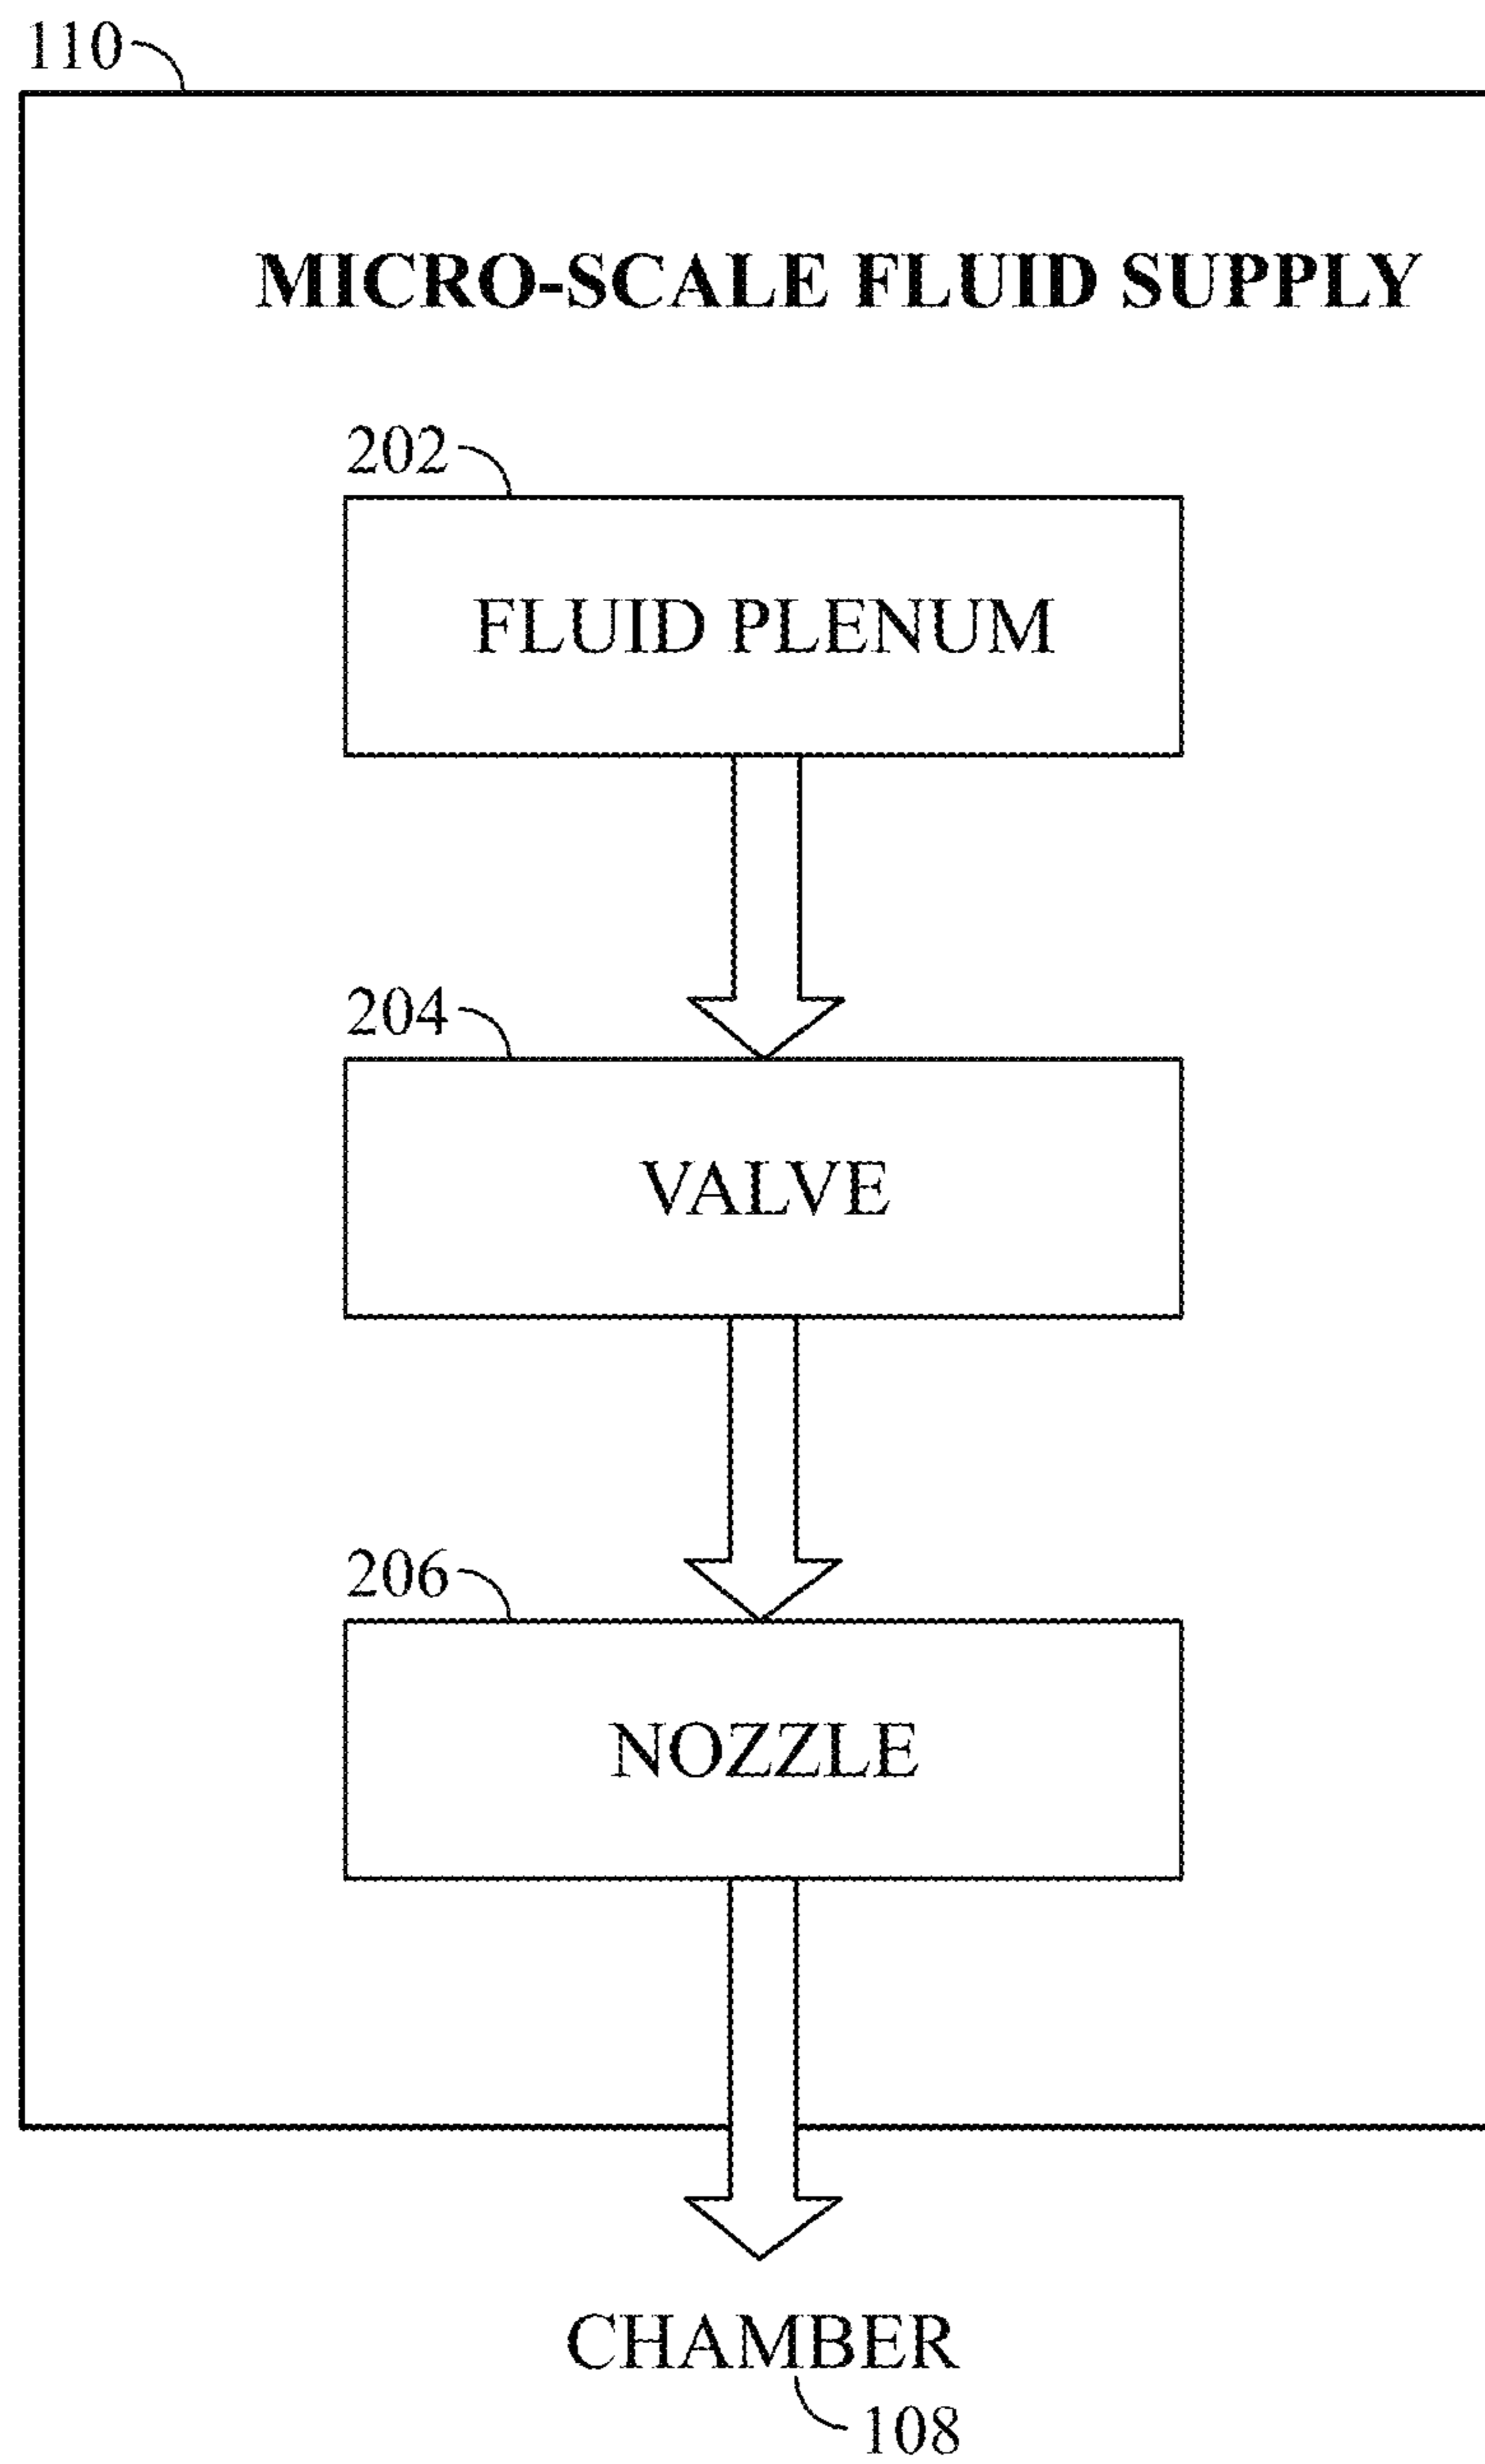 110
MICRO-SCALE FLUID SUPPLY
202
FLUID PLENUM
204
VALVE
206
NOZZLE
CHAMBER
108